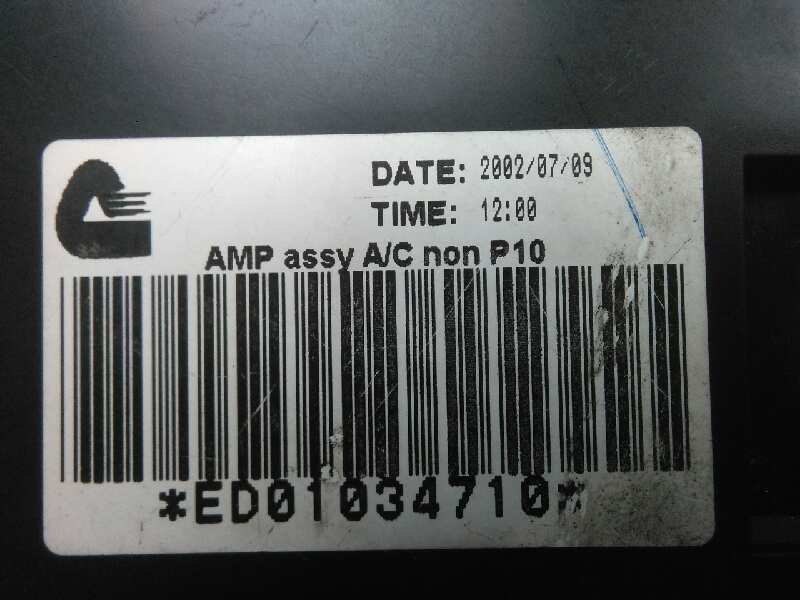 DATE: 2002/07/09
TIME: 12:00
AMP assy A/C non P10
*ED01034710*